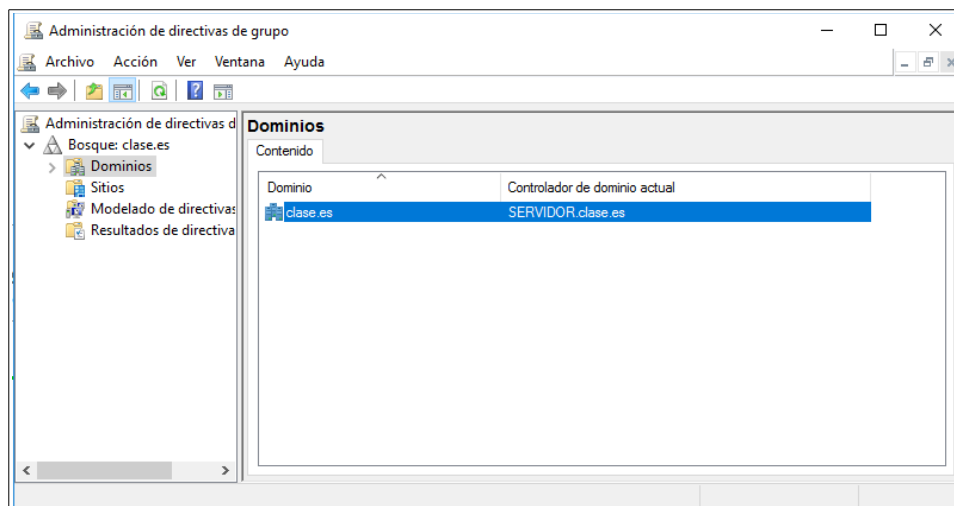 Administración de directivas de grupo
Archivo Acción Ver Ventana Ayuda
Administración de directivas d
Bosque: clase.es
Dominios
Sitios
Modelado de directivas
Resultados de directiva
Dominios
Contenido
Dominio Controlador de dominio actual
clase.es SERVIDOR.clase.es